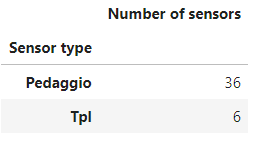 Number of sensors
Sensor type
Pedaggio 36
Tpl 6